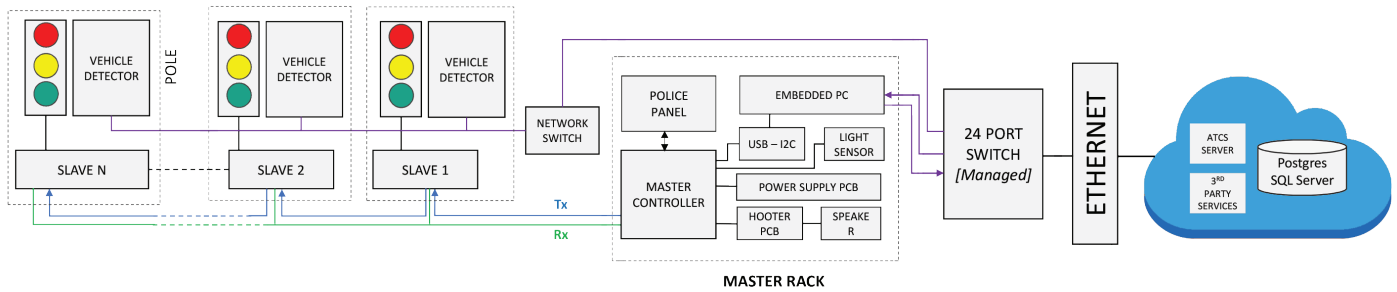 VEHICLE
DETECTOR
POLE
SLAVE N
VEHICLE
DETECTOR
SLAVE 2
VEHICLE
DETECTOR
SLAVE 1
Tx
Rx
NETWORK
SWITCH
POLICE
PANEL
MASTER
CONTROLLER
EMBEDDED PC
USB – I2C
LIGHT
SENSOR
POWER SUPPLY PCB
HOOTER
PCB
SPEAKE
R
MASTER RACK
24 PORT
SWITCH
[Managed]
ETHERNET
ATCS
SERVER
3RD
PARTY
SERVICES
Postgres
SQL Server